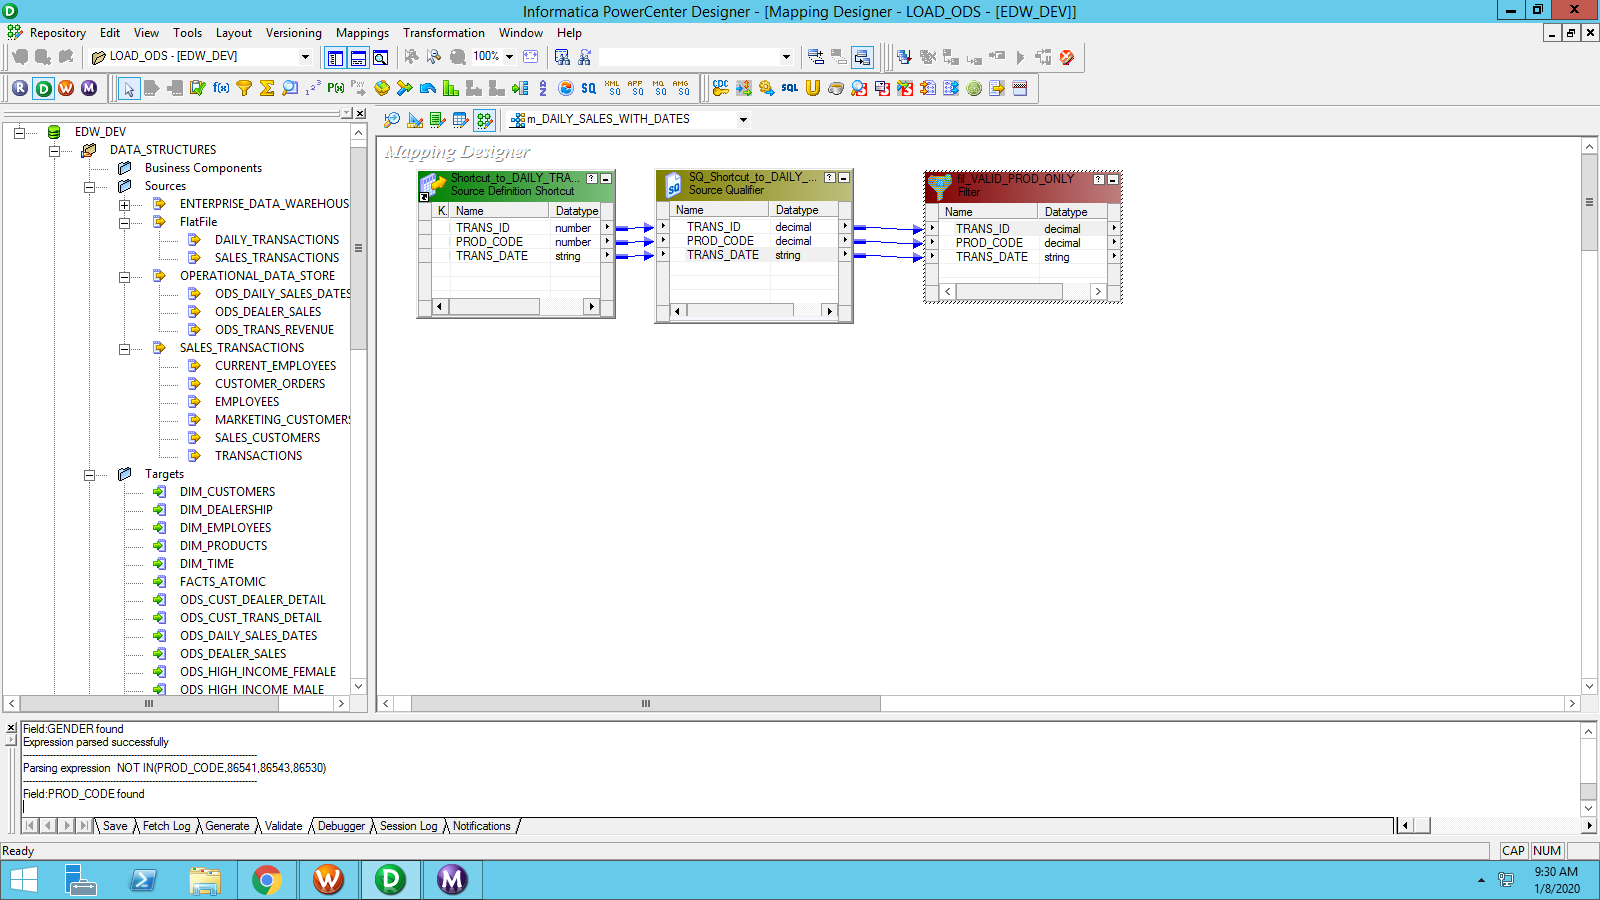 Informatica PowerCenter Designer - [Mapping Designer - LOAD_ODS - [EDW_DEV]]
Repository Edit View Tools Layout Versioning Mappings Transformation Window Help
LOAD_ODS - [EDW_DEV]
100%
m_DAILY_SALES_WITH_DATES
EDW_DEV
DATA_STRUCTURES
Business Components
Sources
ENTERPRISE_DATA_WAREHOUS
FlatFile
DAILY_TRANSACTIONS
SALES_TRANSACTIONS
OPERATIONAL_DATA_STORE
ODS_DAILY_SALES_DATES
ODS_DEALER_SALES
ODS_TRANS_REVENUE
SALES_TRANSACTIONS
CURRENT_EMPLOYEES
CUSTOMER_ORDERS
EMPLOYEES
MARKETING_CUSTOMERS
SALES_CUSTOMERS
TRANSACTIONS
Targets
DIM_CUSTOMERS
DIM_DEALERSHIP
DIM_EMPLOYEES
DIM_PRODUCTS
DIM_TIME
FACTS_ATOMIC
ODS_CUST_DEALER_DETAIL
ODS_CUST_TRANS_DETAIL
ODS_DAILY_SALES_DATES
ODS_DEALER_SALES
ODS_HIGH_INCOME_FEMALE
ODS_HIGH_INCOME_MALE
Mapping Designer
Shortcut_to_DAILY_TRA...
Source Definition Shortcut
K. Name Datatype
TRANS_ID number
PROD_CODE number
TRANS_DATE string
SQ_Shortcut_to_DAILY_...
Source Qualifier
Name Datatype
TRANS_ID decimal
PROD_CODE decimal
TRANS_DATE string
fil_VALID_PROD_ONLY
Filter
Name Datatype
TRANS_ID decimal
PROD_CODE decimal
TRANS_DATE string
Field:GENDER found
Expression parsed successfully
Parsing expression NOT IN(PROD_CODE,86541,86543,86530)
Field:PROD_CODE found
Save Fetch Log Generate Validate Debugger Session Log Notifications
Ready
CAP NUM
9:30 AM
1/8/2020